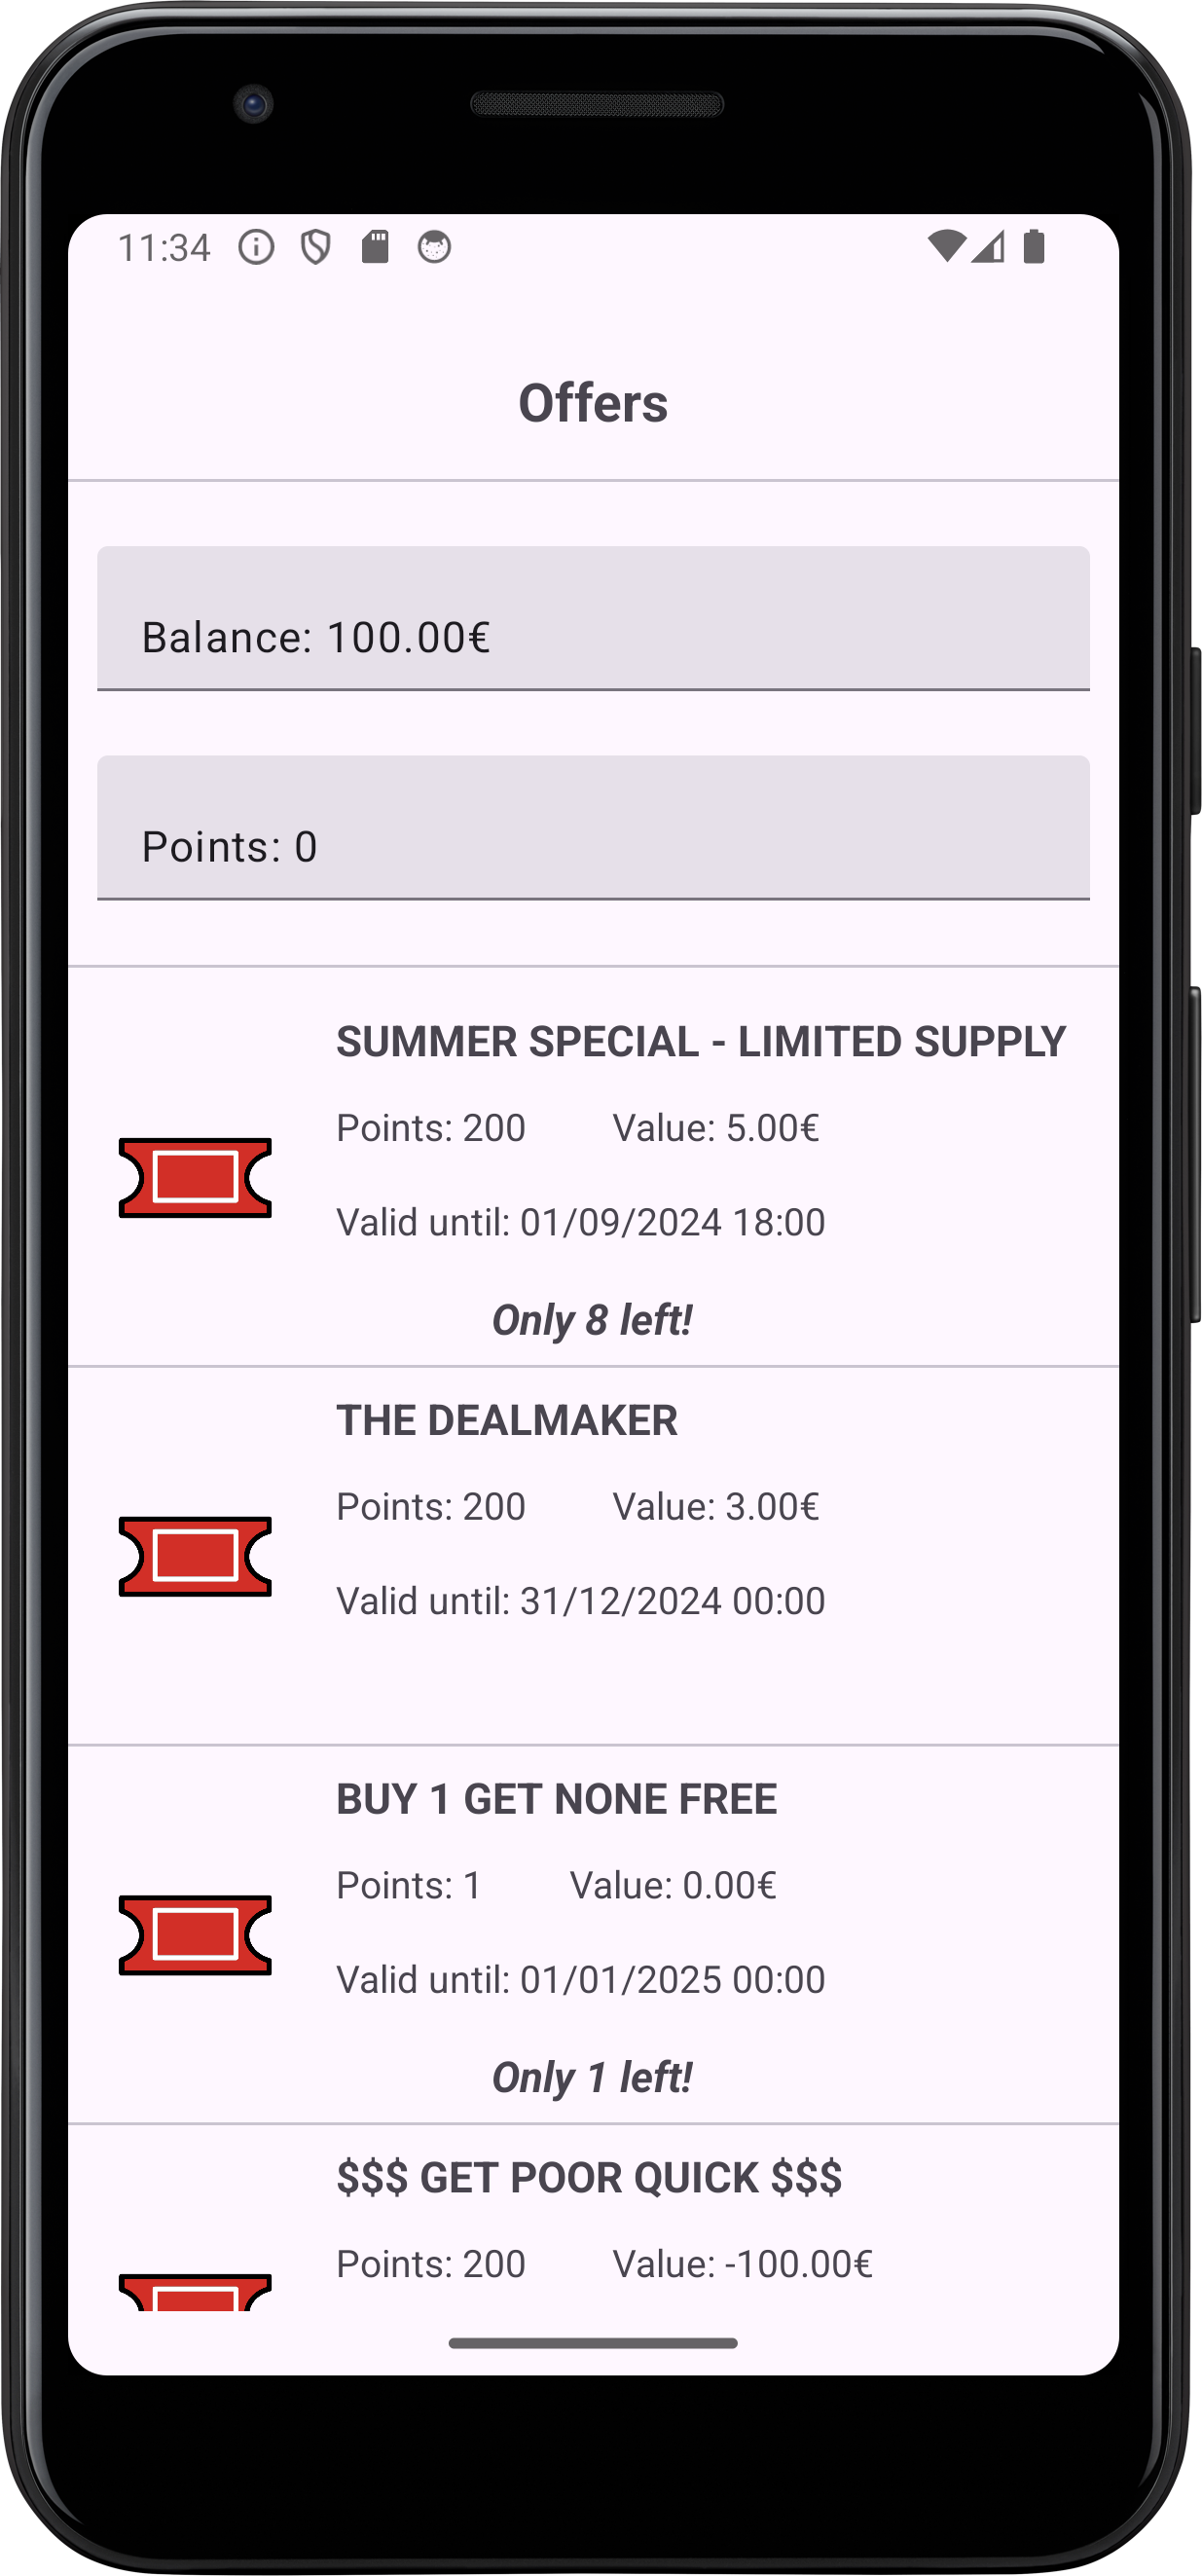 11:34
Offers
Balance: 100.00€
Points: 0
SUMMER SPECIAL - LIMITED SUPPLY
Points: 200 Value: 5.00€
Valid until: 01/09/2024 18:00
Only 8 left!
THE DEALMAKER
Points: 200 Value: 3.00€
Valid until: 31/12/2024 00:00
BUY 1 GET NONE FREE
Points: 1 Value: 0.00€
Valid until: 01/01/2025 00:00
Only 1 left!
$$$ GET POOR QUICK $$$
Points: 200 Value: -100.00€